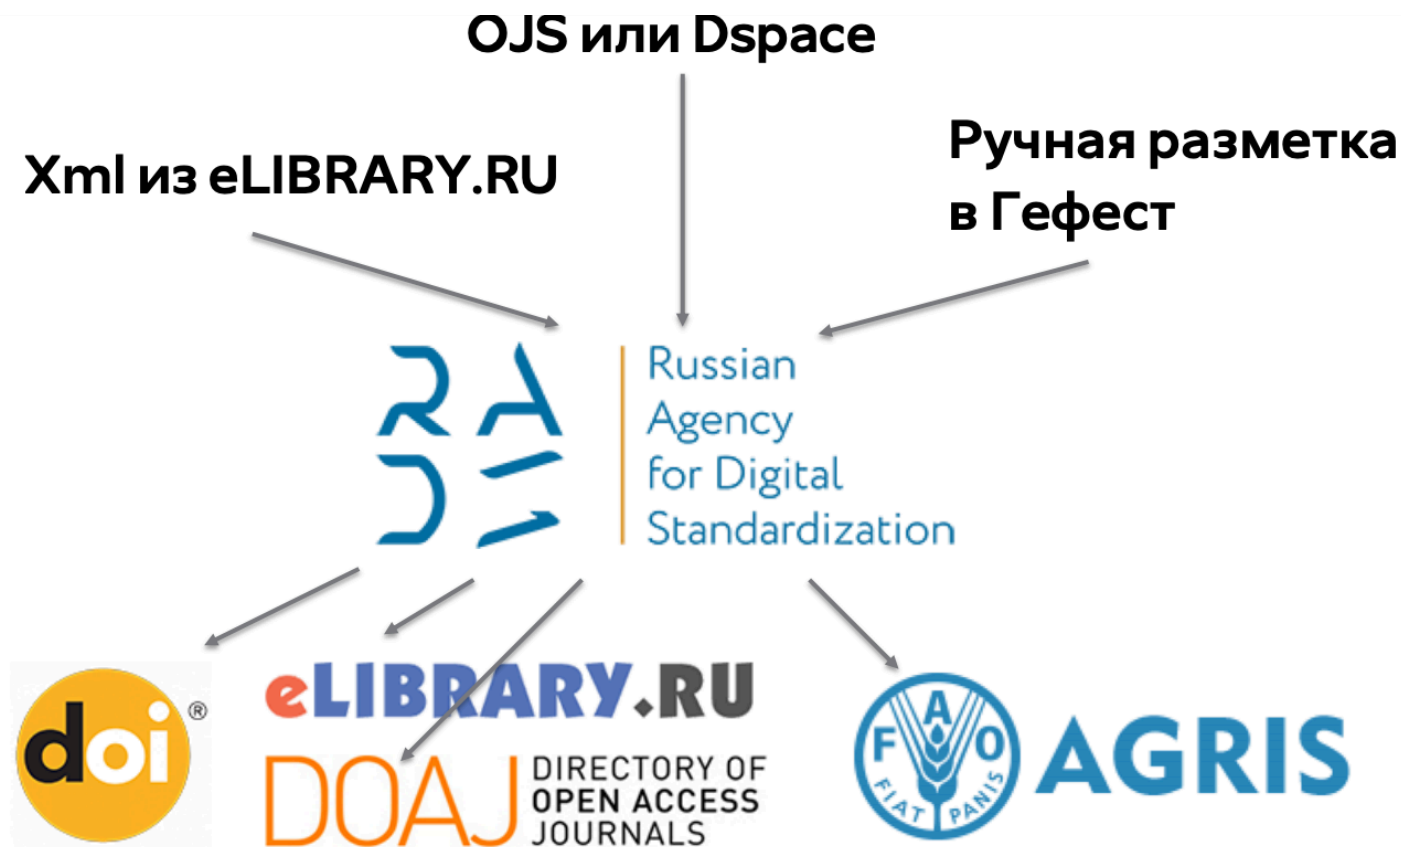 OJS или Dspace
Xml из eLIBRARY.RU
Ручная разметка
в Гефест
RA
DS
Russian
Agency
for Digital
Standardization
doi®
eLIBRARY.RU
DOAJ
DIRECTORY OF
OPEN ACCESS
JOURNALS
FAO
FIAT PANIS
AGRIS